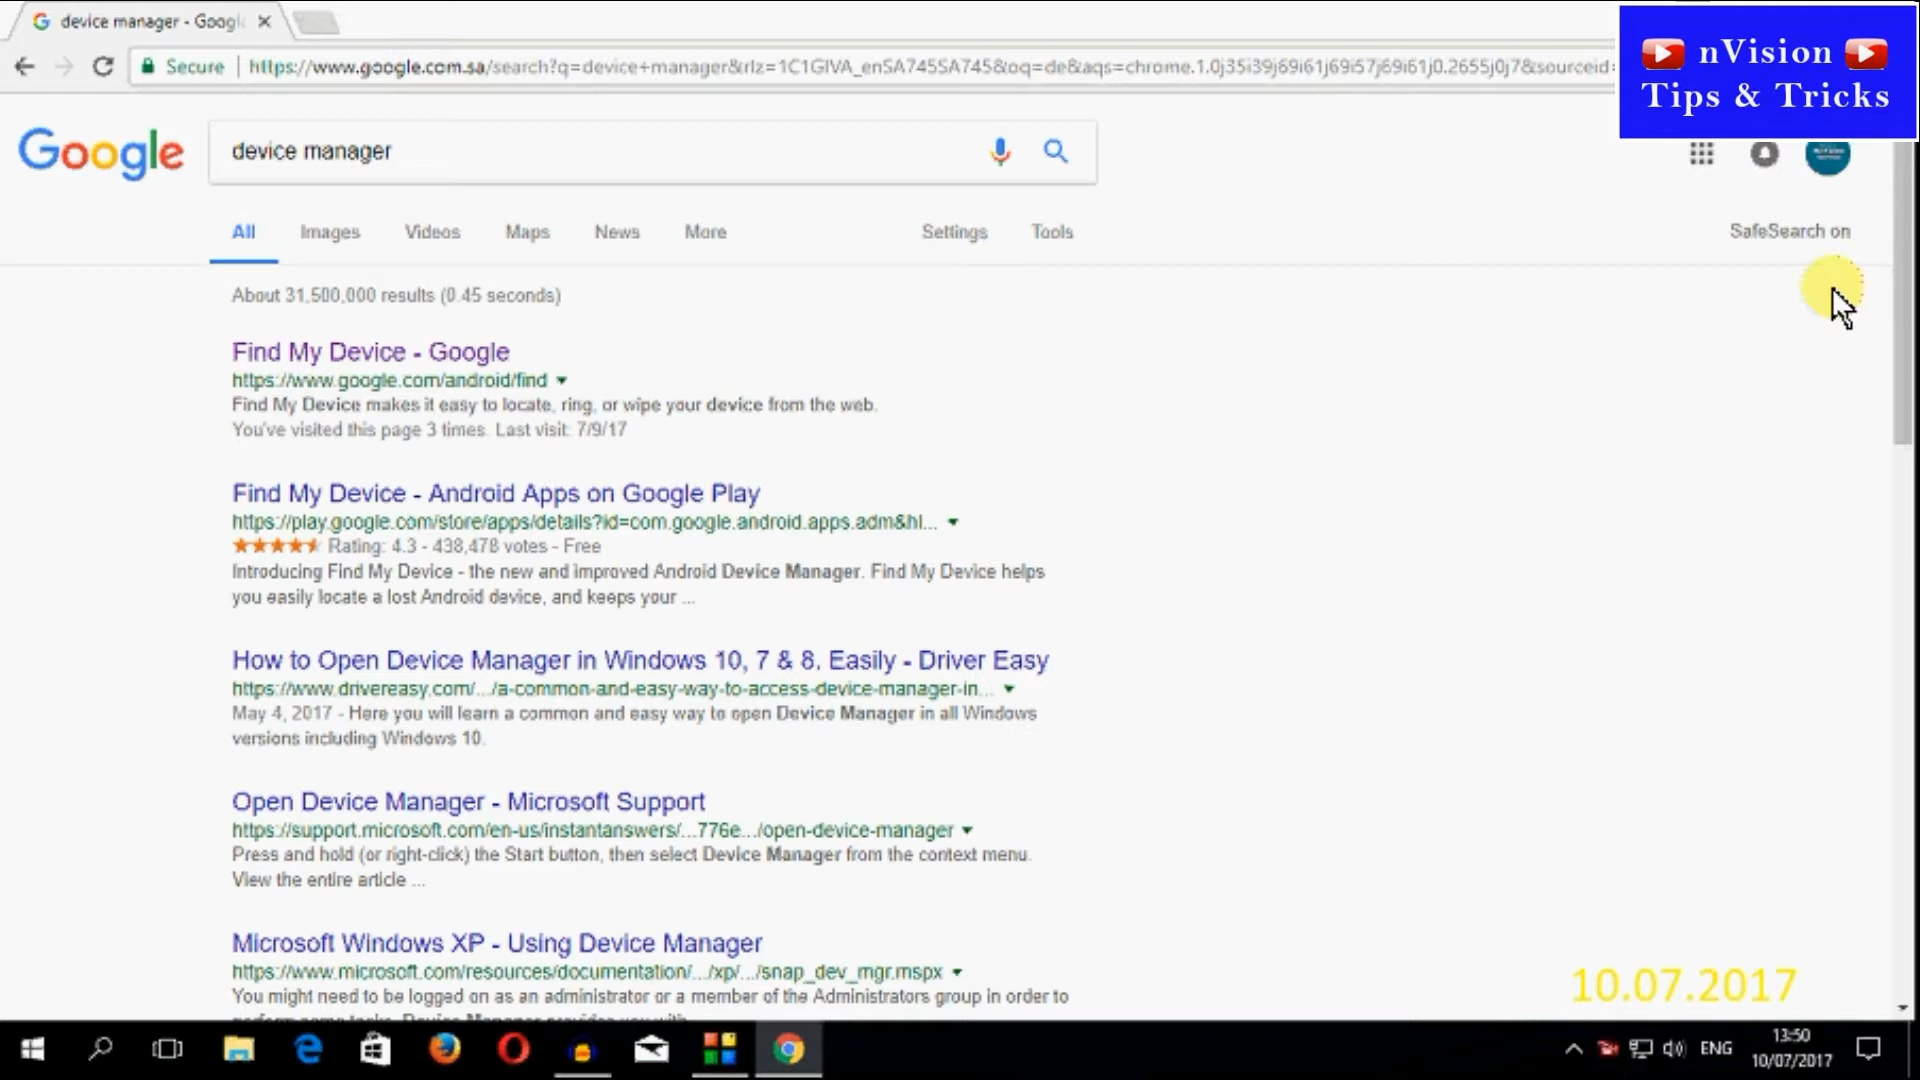 device manager - Google
nVision
Tips & Tricks
Secure
https://www.google.com.sa/search?q=device+manager&rlz=1C1GIVA_enSA745SA745&oq=de&aqs=chrome.1.0j35i39j69i61j69i57j69i61j0.2655j0j7&sourceid=
Google
device manager
All Images Videos Maps News More Settings Tools
SafeSearch on
About 31,500,000 results (0.45 seconds)
Find My Device - Google
https://www.google.com/android/find
Find My Device makes it easy to locate, ring, or wipe your device from the web.
You've visited this page 3 times. Last visit: 7/9/17
Find My Device - Android Apps on Google Play
https://play.google.com/store/apps/details?id=com.google.android.apps.adm&hl...
Rating: 4.3 - 438,478 votes - Free
Introducing Find My Device - the new and improved Android Device Manager. Find My Device helps
you easily locate a lost Android device, and keeps your ...
How to Open Device Manager in Windows 10, 7 & 8. Easily - Driver Easy
https://www.drivereasy.com/.../a-common-and-easy-way-to-access-device-manager-in...
May 4, 2017 - Here you will learn a common and easy way to open Device Manager in all Windows
versions including Windows 10.
Open Device Manager - Microsoft Support
https://support.microsoft.com/en-us/instantanswers/...776e.../open-device-manager
Press and hold (or right-click) the Start button, then select Device Manager from the context menu.
View the entire article ...
Microsoft Windows XP - Using Device Manager
https://www.microsoft.com/resources/documentation/.../xp/.../snap_dev_mgr.mspx
You might need to be logged on as an administrator or a member of the Administrators group in order to
10.07.2017
ENG
13:50
10/07/2017